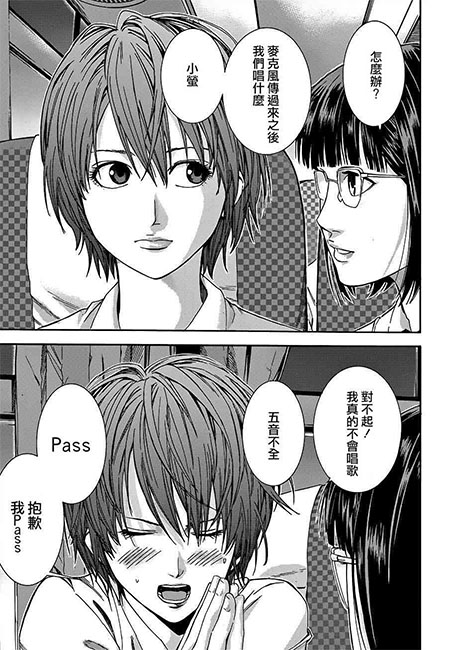 怎麼辦？
麥克風傳過來之後
我們唱什麼
小螢
對不起！
我真的不會唱歌
五音不全
Pass
抱歉
我Pass